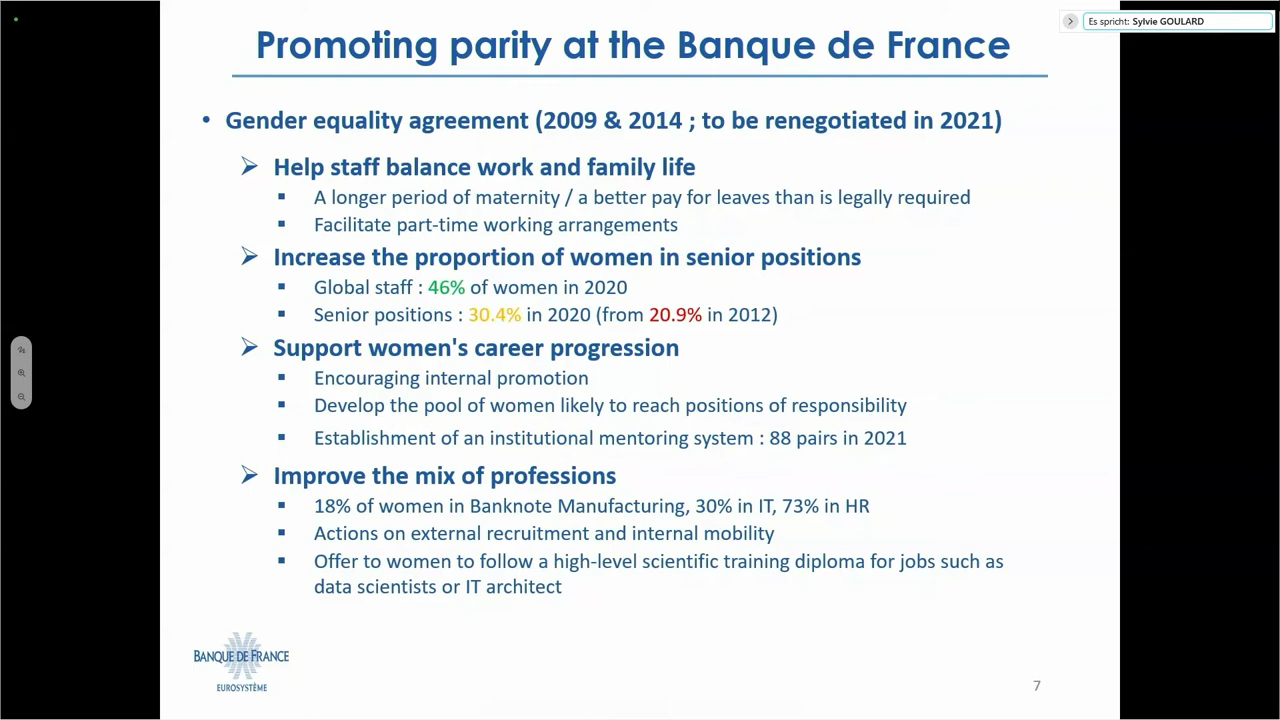 Es spricht: Sylvie GOULARD
Promoting parity at the Banque de France
• Gender equality agreement (2009 & 2014 ; to be renegotiated in 2021)
➢ Help staff balance work and family life
▪ A longer period of maternity / a better pay for leaves than is legally required
▪ Facilitate part-time working arrangements
➢ Increase the proportion of women in senior positions
▪ Global staff : 46% of women in 2020
▪ Senior positions : 30.4% in 2020 (from 20.9% in 2012)
➢ Support women's career progression
▪ Encouraging internal promotion
▪ Develop the pool of women likely to reach positions of responsibility
▪ Establishment of an institutional mentoring system : 88 pairs in 2021
➢ Improve the mix of professions
▪ 18% of women in Banknote Manufacturing, 30% in IT, 73% in HR
▪ Actions on external recruitment and internal mobility
▪ Offer to women to follow a high-level scientific training diploma for jobs such as
data scientists or IT architect
BANQUE DE FRANCE
EUROSYSTÈME
7